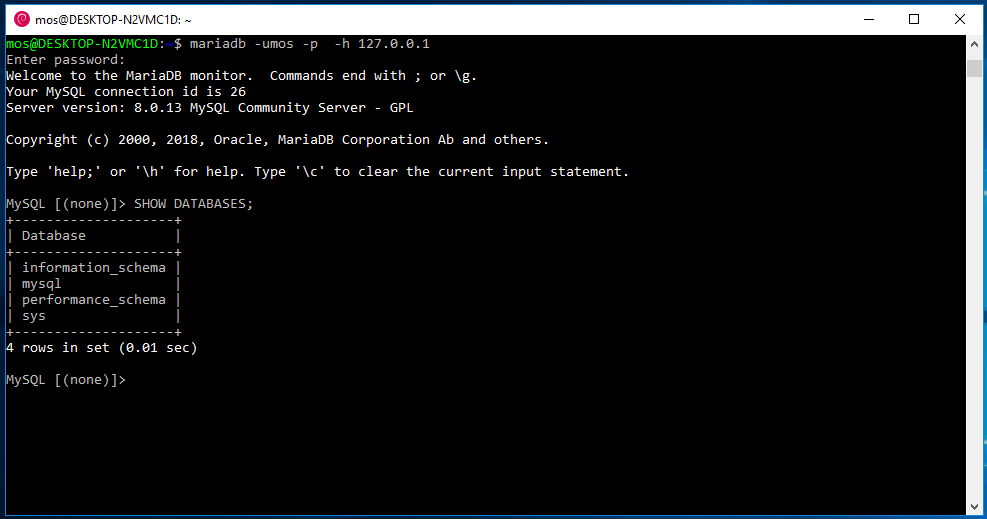 mos@DESKTOP-N2VMC1D: ~
mos@DESKTOP-N2VMC1D:~$ mariadb -umos -p  -h 127.0.0.1
Enter password:
Welcome to the MariaDB monitor.  Commands end with ; or \g.
Your MySQL connection id is 26
Server version: 8.0.13 MySQL Community Server - GPL

Copyright (c) 2000, 2018, Oracle, MariaDB Corporation Ab and others.

Type 'help;' or '\h' for help. Type '\c' to clear the current input statement.

MySQL [(none)]> SHOW DATABASES;
+--------------------+
| Database           |
+--------------------+
| information_schema |
| mysql              |
| performance_schema |
| sys                |
+--------------------+
4 rows in set (0.01 sec)

MySQL [(none)]>